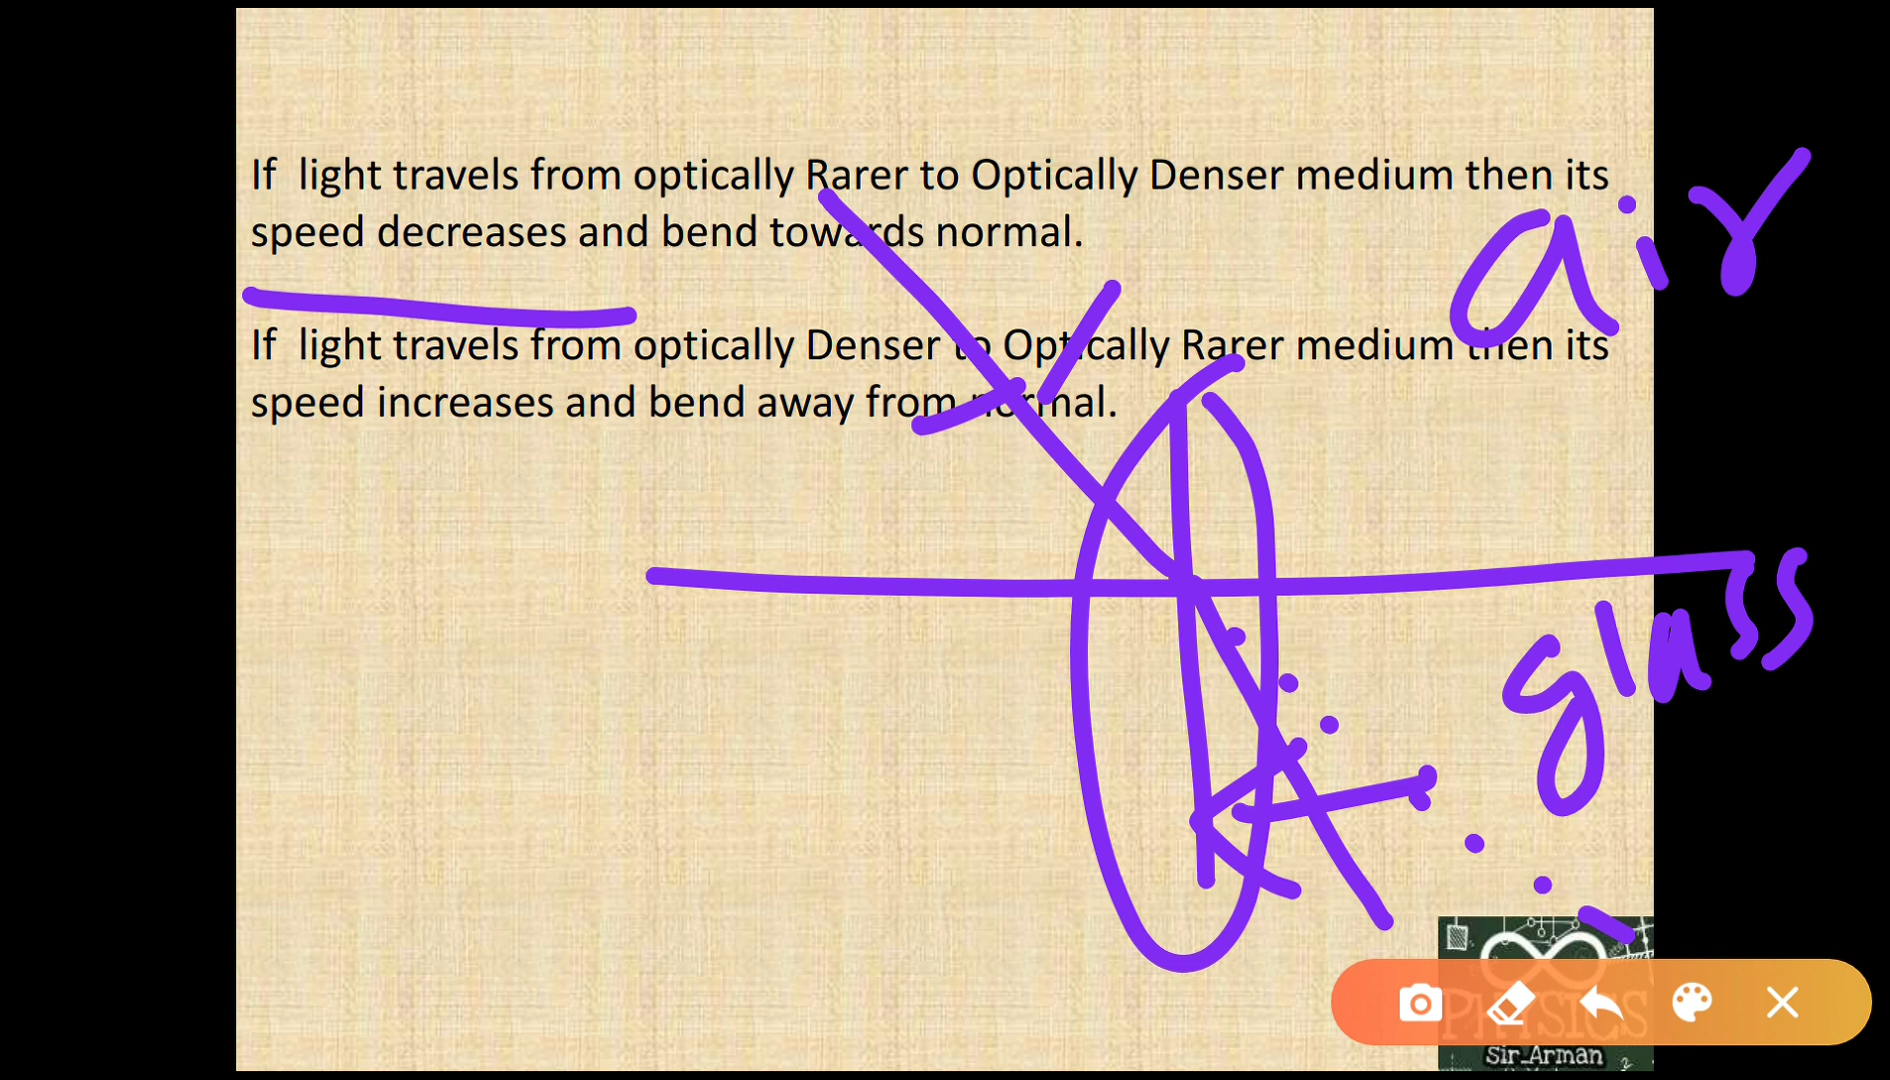 If light travels from optically Rarer to Optically Denser medium then its
speed decreases and bend towards normal.
air
If light travels from optically Denser to Optically Rarer medium then its
speed increases and bend away from normal.
glass
PHYSICS
Sir_Arman